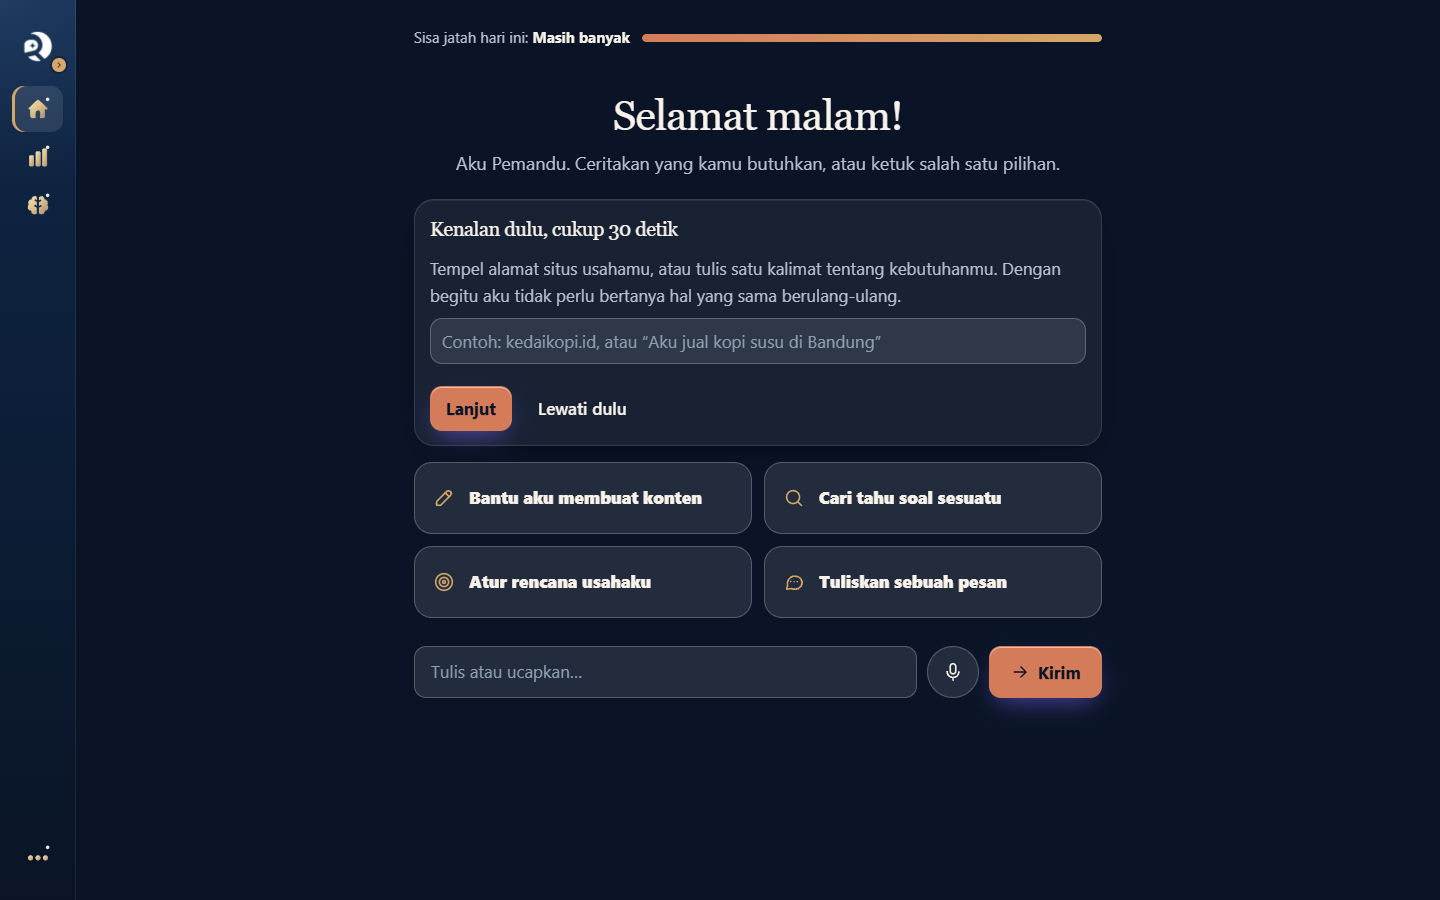 Sisa jatah hari ini: Masih banyak
Selamat malam!
Aku Pemandu. Ceritakan yang kamu butuhkan, atau ketuk salah satu pilihan.
Kenalan dulu, cukup 30 detik
Tempel alamat situs usahamu, atau tulis satu kalimat tentang kebutuhanmu. Dengan
begitu aku tidak perlu bertanya hal yang sama berulang-ulang.
Contoh: kedaikopi.id, atau “Aku jual kopi susu di Bandung”
Lanjut
Lewati dulu
Bantu aku membuat konten
Cari tahu soal sesuatu
Atur rencana usahaku
Tuliskan sebuah pesan
Tulis atau ucapkan...
Kirim